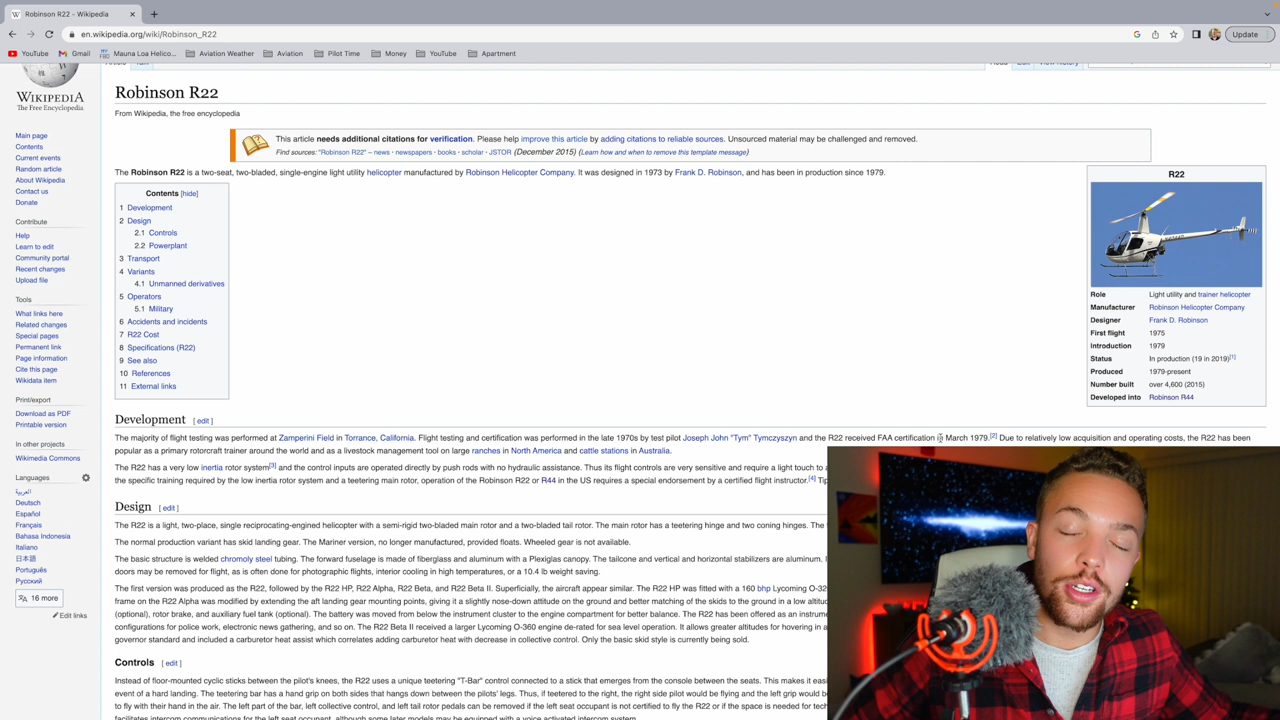 Robinson R22 - Wikipedia
en.wikipedia.org/wiki/Robinson_R22
Update
YouTube
Gmail
Mauna Loa Helico...
Aviation Weather
Aviation
Pilot Time
Money
YouTube
Apartment
WIKIPEDIA
The Free Encyclopedia
Main page
Contents
Current events
Random article
About Wikipedia
Contact us
Donate
Contribute
Help
Learn to edit
Community portal
Recent changes
Upload file
Tools
What links here
Related changes
Special pages
Permanent link
Page information
Cite this page
Wikidata item
Print/export
Download as PDF
Printable version
In other projects
Wikimedia Commons
Languages
العربية
Deutsch
Español
Français
Bahasa Indonesia
Italiano
日本語
Português
Русский
16 more
Edit links
Robinson R22
From Wikipedia, the free encyclopedia
This article needs additional citations for verification. Please help improve this article by adding citations to reliable sources. Unsourced material may be challenged and removed.
Find sources: "Robinson R22" – news · newspapers · books · scholar · JSTOR (December 2015) (Learn how and when to remove this template message)
The Robinson R22 is a two-seat, two-bladed, single-engine light utility helicopter manufactured by Robinson Helicopter Company. It was designed in 1973 by Frank D. Robinson, and has been in production since 1979.
Contents [hide]
1 Development
2 Design
2.1 Controls
2.2 Powerplant
3 Transport
4 Variants
4.1 Unmanned derivatives
5 Operators
5.1 Military
6 Accidents and incidents
7 R22 Cost
8 Specifications (R22)
9 See also
10 References
11 External links
R22
Role Light utility and trainer helicopter
Manufacturer Robinson Helicopter Company
Designer Frank D. Robinson
First flight 1975
Introduction 1979
Status In production (19 in 2019)[1]
Produced 1979-present
Number built over 4,600 (2015)
Developed into Robinson R44
Development [ edit ]
The majority of flight testing was performed at Zamperini Field in Torrance, California. Flight testing and certification was performed in the late 1970s by test pilot Joseph John "Tym" Tymczyszyn and the R22 received FAA certification in March 1979.[2] Due to relatively low acquisition and operating costs, the R22 has been
popular as a primary rotorcraft trainer around the world and as a livestock management tool on large ranches in North America and cattle stations in Australia.
The R22 has a very low inertia rotor system[3] and the control inputs are operated directly by push rods with no hydraulic assistance. Thus its flight controls are very sensitive and require a light touch to a
the specific training required by the low inertia rotor system and a teetering main rotor, operation of the Robinson R22 or R44 in the US requires a special endorsement by a certified flight instructor.[4] Tip
Design [ edit ]
The R22 is a light, two-place, single reciprocating-engined helicopter with a semi-rigid two-bladed main rotor and a two-bladed tail rotor. The main rotor has a teetering hinge and two coning hinges. The
The normal production variant has skid landing gear. The Mariner version, no longer manufactured, provided floats. Wheeled gear is not available.
The basic structure is welded chromoly steel tubing. The forward fuselage is made of fiberglass and aluminum with a Plexiglas canopy. The tailcone and vertical and horizontal stabilizers are aluminum.
doors may be removed for flight, as is often done for photographic flights, interior cooling in high temperatures, or a 10.4 lb weight saving.
The first version was produced as the R22, followed by the R22 HP, R22 Alpha, R22 Beta, and R22 Beta II. Superficially, the aircraft appear similar. The R22 HP was fitted with a 160 bhp Lycoming O-32
frame on the R22 Alpha was modified by extending the aft landing gear mounting points, giving it a slightly nose-down attitude on the ground and better matching of the skids to the ground in a low altitud
(optional), rotor brake, and auxiliary fuel tank (optional). The battery was moved from below the instrument cluster to the engine compartment for better balance. The R22 has been offered as an instrum
configurations for police work, electronic news gathering, and so on. The R22 Beta II received a larger Lycoming O-360 engine de-rated for sea level operation. It allows greater altitudes for hovering in a
governor standard and included a carburetor heat assist which correlates adding carburetor heat with decrease in collective control. Only the basic skid style is currently being sold.
Controls [ edit ]
Instead of floor-mounted cyclic sticks between the pilot's knees, the R22 uses a unique teetering "T-Bar" control connected to a stick that emerges from the console between the seats. This makes it easi
event of a hard landing. The teetering bar has a hand grip on both sides that hangs down between the pilots' legs. Thus, if teetered to the right, the right side pilot would be flying and the left grip would b
to fly with their hand in the air. The left part of the bar, left collective control, and left tail rotor pedals can be removed if the left seat occupant is not certified to fly the R22 or if the space is needed for tech
facilitates intercom communications for the left seat occupant, although some later models may be equipped with a voice activated intercom system.